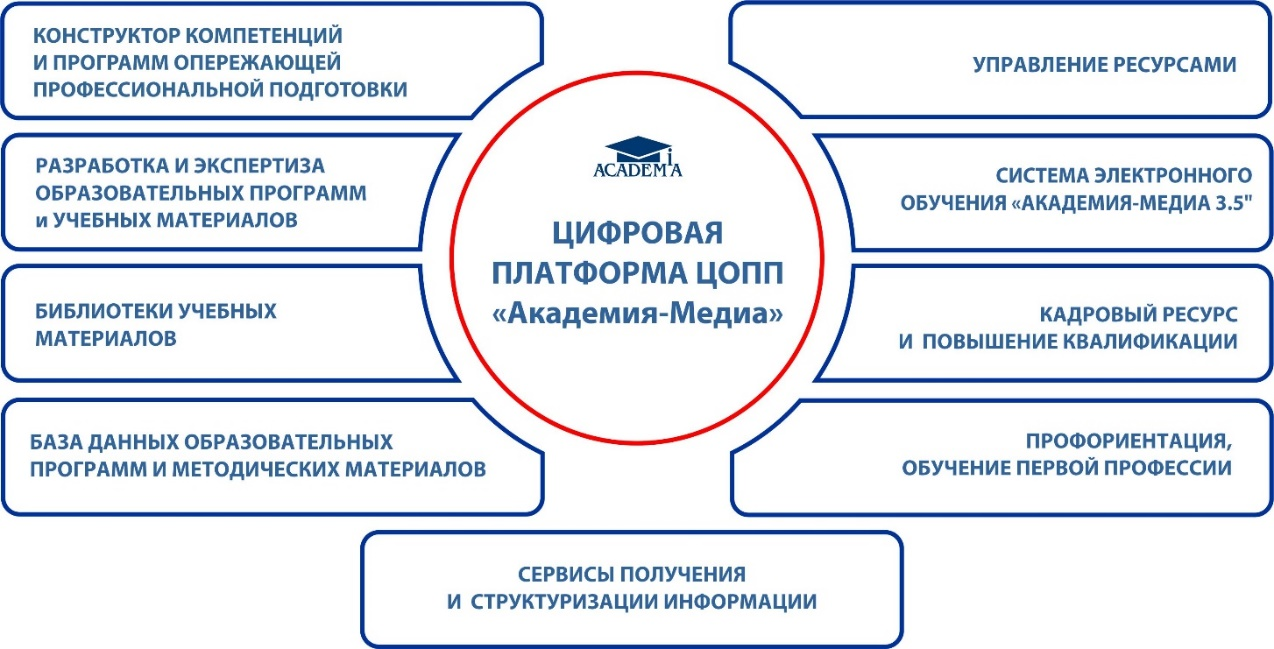 КОНСТРУКТОР КОМПЕТЕНЦИЙ
И ПРОГРАММ ОПЕРЕЖАЮЩЕЙ
ПРОФЕССИОНАЛЬНОЙ ПОДГОТОВКИ
РАЗРАБОТКА И ЭКСПЕРТИЗА
ОБРАЗОВАТЕЛЬНЫХ ПРОГРАММ
и УЧЕБНЫХ МАТЕРИАЛОВ
БИБЛИОТЕКИ УЧЕБНЫХ
МАТЕРИАЛОВ
БАЗА ДАННЫХ ОБРАЗОВАТЕЛЬНЫХ
ПРОГРАММ И МЕТОДИЧЕСКИХ МАТЕРИАЛОВ
ACADEMiA
ЦИФРОВАЯ
ПЛАТФОРМА ЦОПП
«Академия-Медиа»
УПРАВЛЕНИЕ РЕСУРСАМИ
СИСТЕМА ЭЛЕКТРОННОГО
ОБУЧЕНИЯ «АКАДЕМИЯ-МЕДИА 3.5"
КАДРОВЫЙ РЕСУРС
И ПОВЫШЕНИЕ КВАЛИФИКАЦИИ
ПРОФОРИЕНТАЦИЯ,
ОБУЧЕНИЕ ПЕРВОЙ ПРОФЕССИИ
СЕРВИСЫ ПОЛУЧЕНИЯ
И СТРУКТУРИЗАЦИИ ИНФОРМАЦИИ